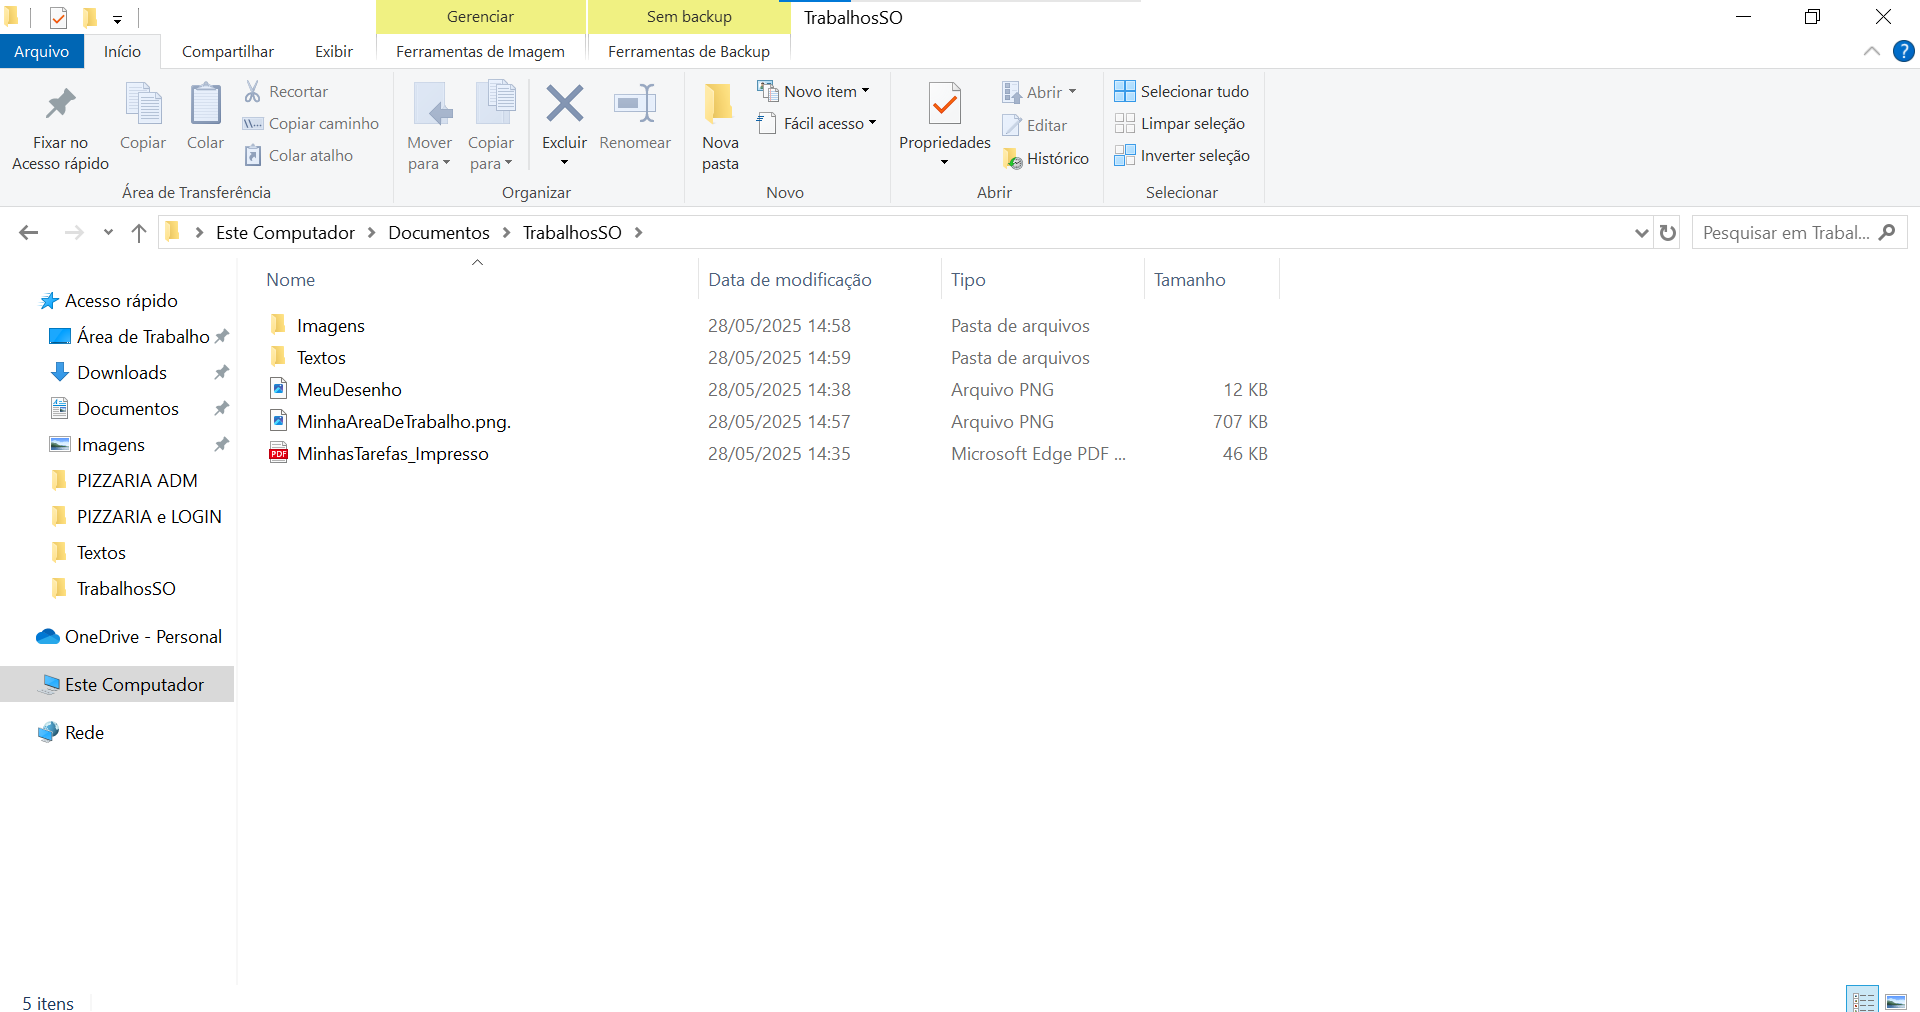 Gerenciar
Sem backup
TrabalhosSO
Arquivo
Início
Compartilhar
Exibir
Ferramentas de Imagem
Ferramentas de Backup
?
Fixar no
Acesso rápido
Copiar
Colar
Recortar
Copiar caminho
Colar atalho
Área de Transferência
Mover
para
Copiar
para
Excluir
Renomear
Organizar
Nova
pasta
Novo item
Fácil acesso
Novo
Propriedades
Abrir
Editar
Histórico
Abrir
Selecionar tudo
Limpar seleção
Inverter seleção
Selecionar
Este Computador
Documentos
TrabalhosSO
Pesquisar em Trabal...
Nome
Data de modificação
Tipo
Tamanho
Acesso rápido
Área de Trabalho
Downloads
Documentos
Imagens
PIZZARIA ADM
PIZZARIA e LOGIN
Textos
TrabalhosSO
OneDrive - Personal
Este Computador
Rede
Imagens 28/05/2025 14:58 Pasta de arquivos
Textos 28/05/2025 14:59 Pasta de arquivos
MeuDesenho 28/05/2025 14:38 Arquivo PNG 12 KB
MinhaAreaDeTrabalho.png. 28/05/2025 14:57 Arquivo PNG 707 KB
PDF MinhasTarefas_Impresso 28/05/2025 14:35 Microsoft Edge PDF ... 46 KB
5 itens